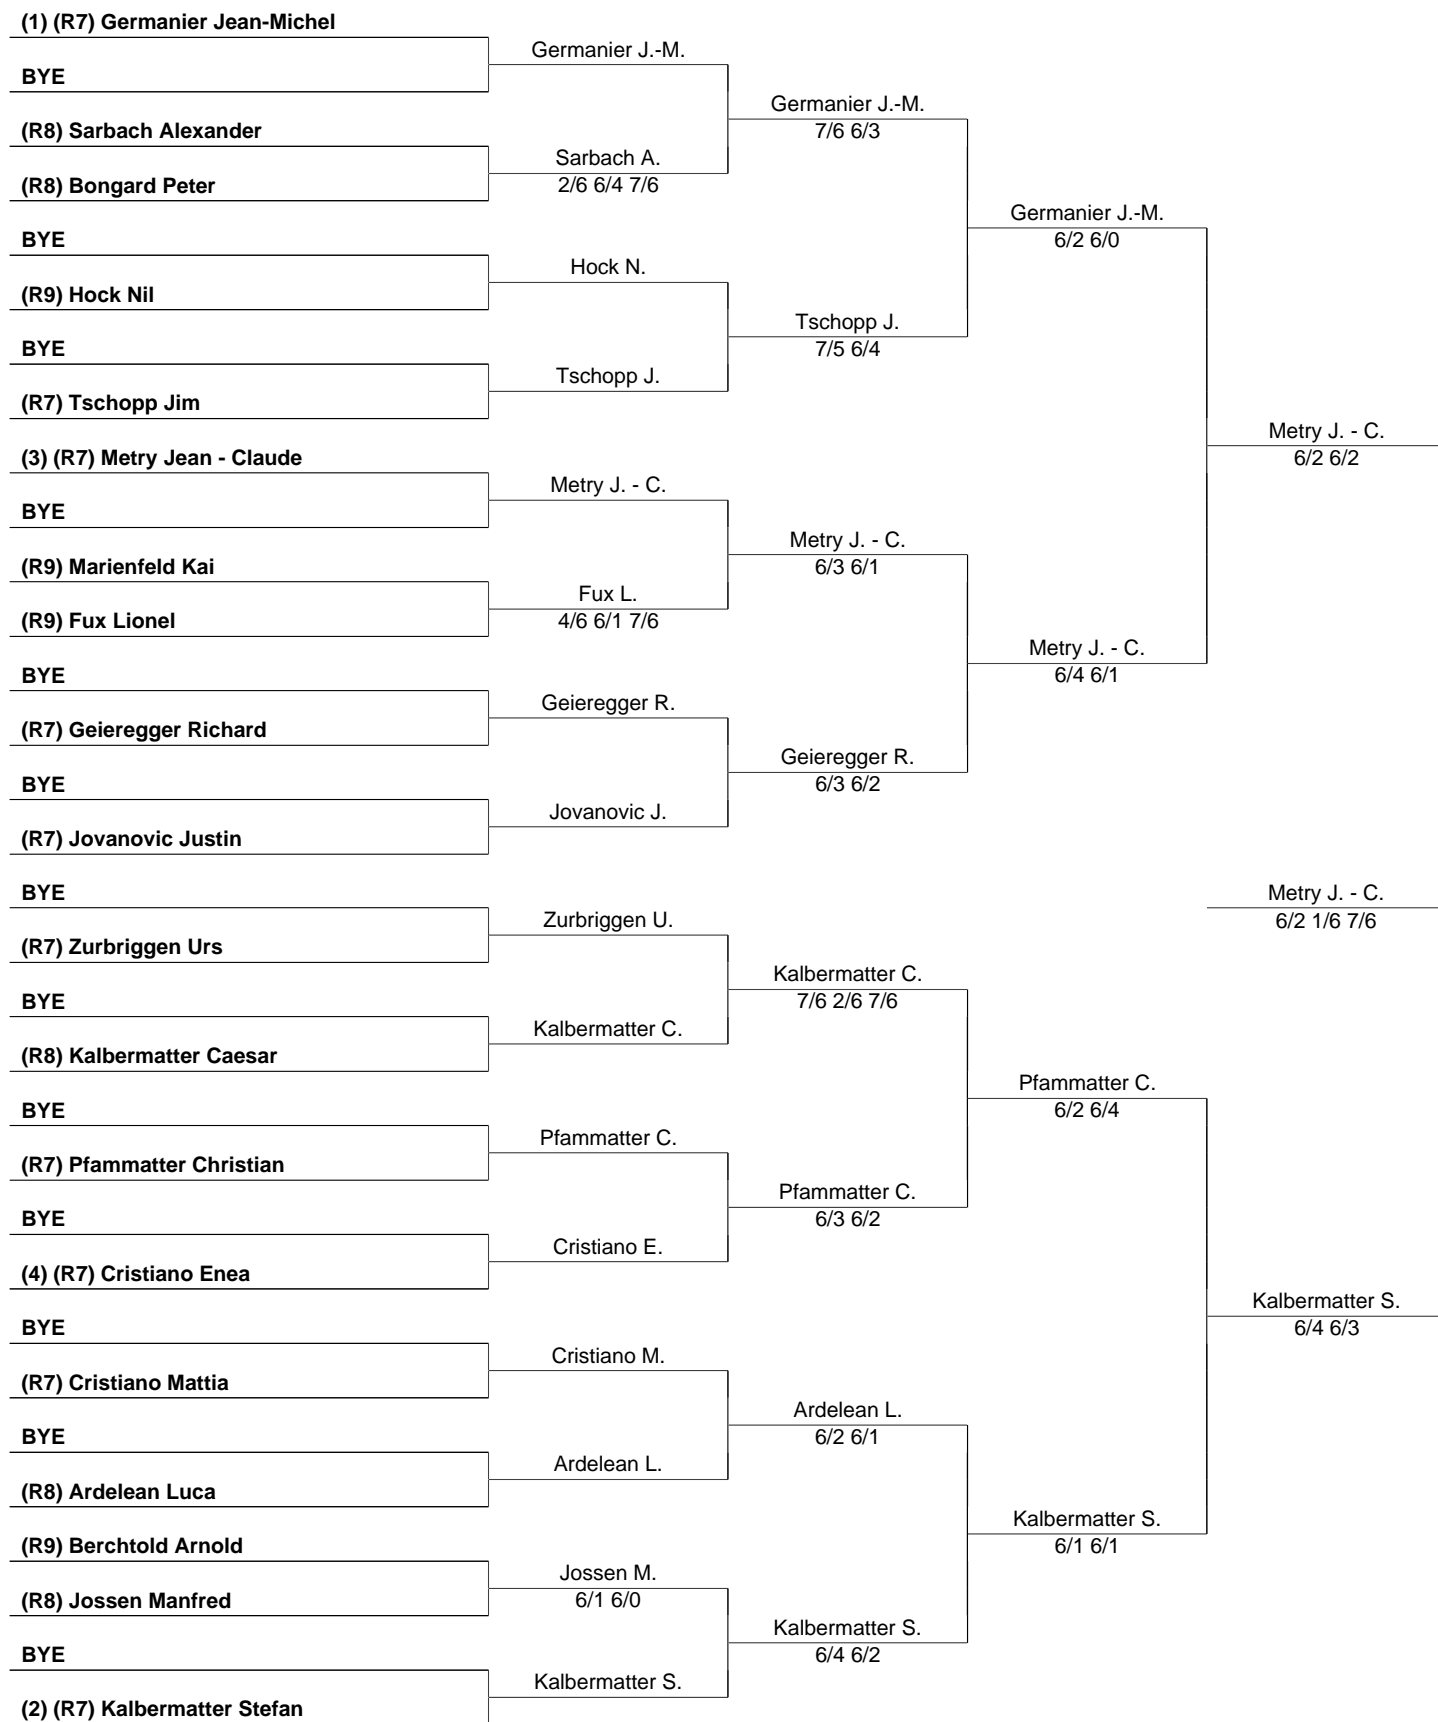 (1) (R7) Germanier Jean-Michel
Germanier J.-M.
BYE
Germanier J.-M.
7/6 6/3
(R8) Sarbach Alexander
Sarbach A.
2/6 6/4 7/6
(R8) Bongard Peter
Germanier J.-M.
6/2 6/0
BYE
Hock N.
(R9) Hock Nil
Tschopp J.
7/5 6/4
BYE
Tschopp J.
(R7) Tschopp Jim
Metry J. - C.
6/2 6/2
(3) (R7) Metry Jean - Claude
Metry J. - C.
BYE
Metry J. - C.
6/3 6/1
(R9) Marienfeld Kai
Fux L.
4/6 6/1 7/6
(R9) Fux Lionel
Metry J. - C.
6/4 6/1
BYE
Geieregger R.
(R7) Geieregger Richard
Geieregger R.
6/3 6/2
BYE
Jovanovic J.
(R7) Jovanovic Justin
BYE
Metry J. - C.
6/2 1/6 7/6
Zurbriggen U.
(R7) Zurbriggen Urs
Kalbermatter C.
7/6 2/6 7/6
BYE
Kalbermatter C.
(R8) Kalbermatter Caesar
Pfammatter C.
6/2 6/4
BYE
Pfammatter C.
(R7) Pfammatter Christian
Pfammatter C.
6/3 6/2
BYE
Cristiano E.
(4) (R7) Cristiano Enea
Kalbermatter S.
6/4 6/3
BYE
Cristiano M.
(R7) Cristiano Mattia
Ardelean L.
6/2 6/1
BYE
Ardelean L.
(R8) Ardelean Luca
Kalbermatter S.
6/1 6/1
(R9) Berchtold Arnold
Jossen M.
6/1 6/0
(R8) Jossen Manfred
Kalbermatter S.
6/4 6/2
BYE
Kalbermatter S.
(2) (R7) Kalbermatter Stefan